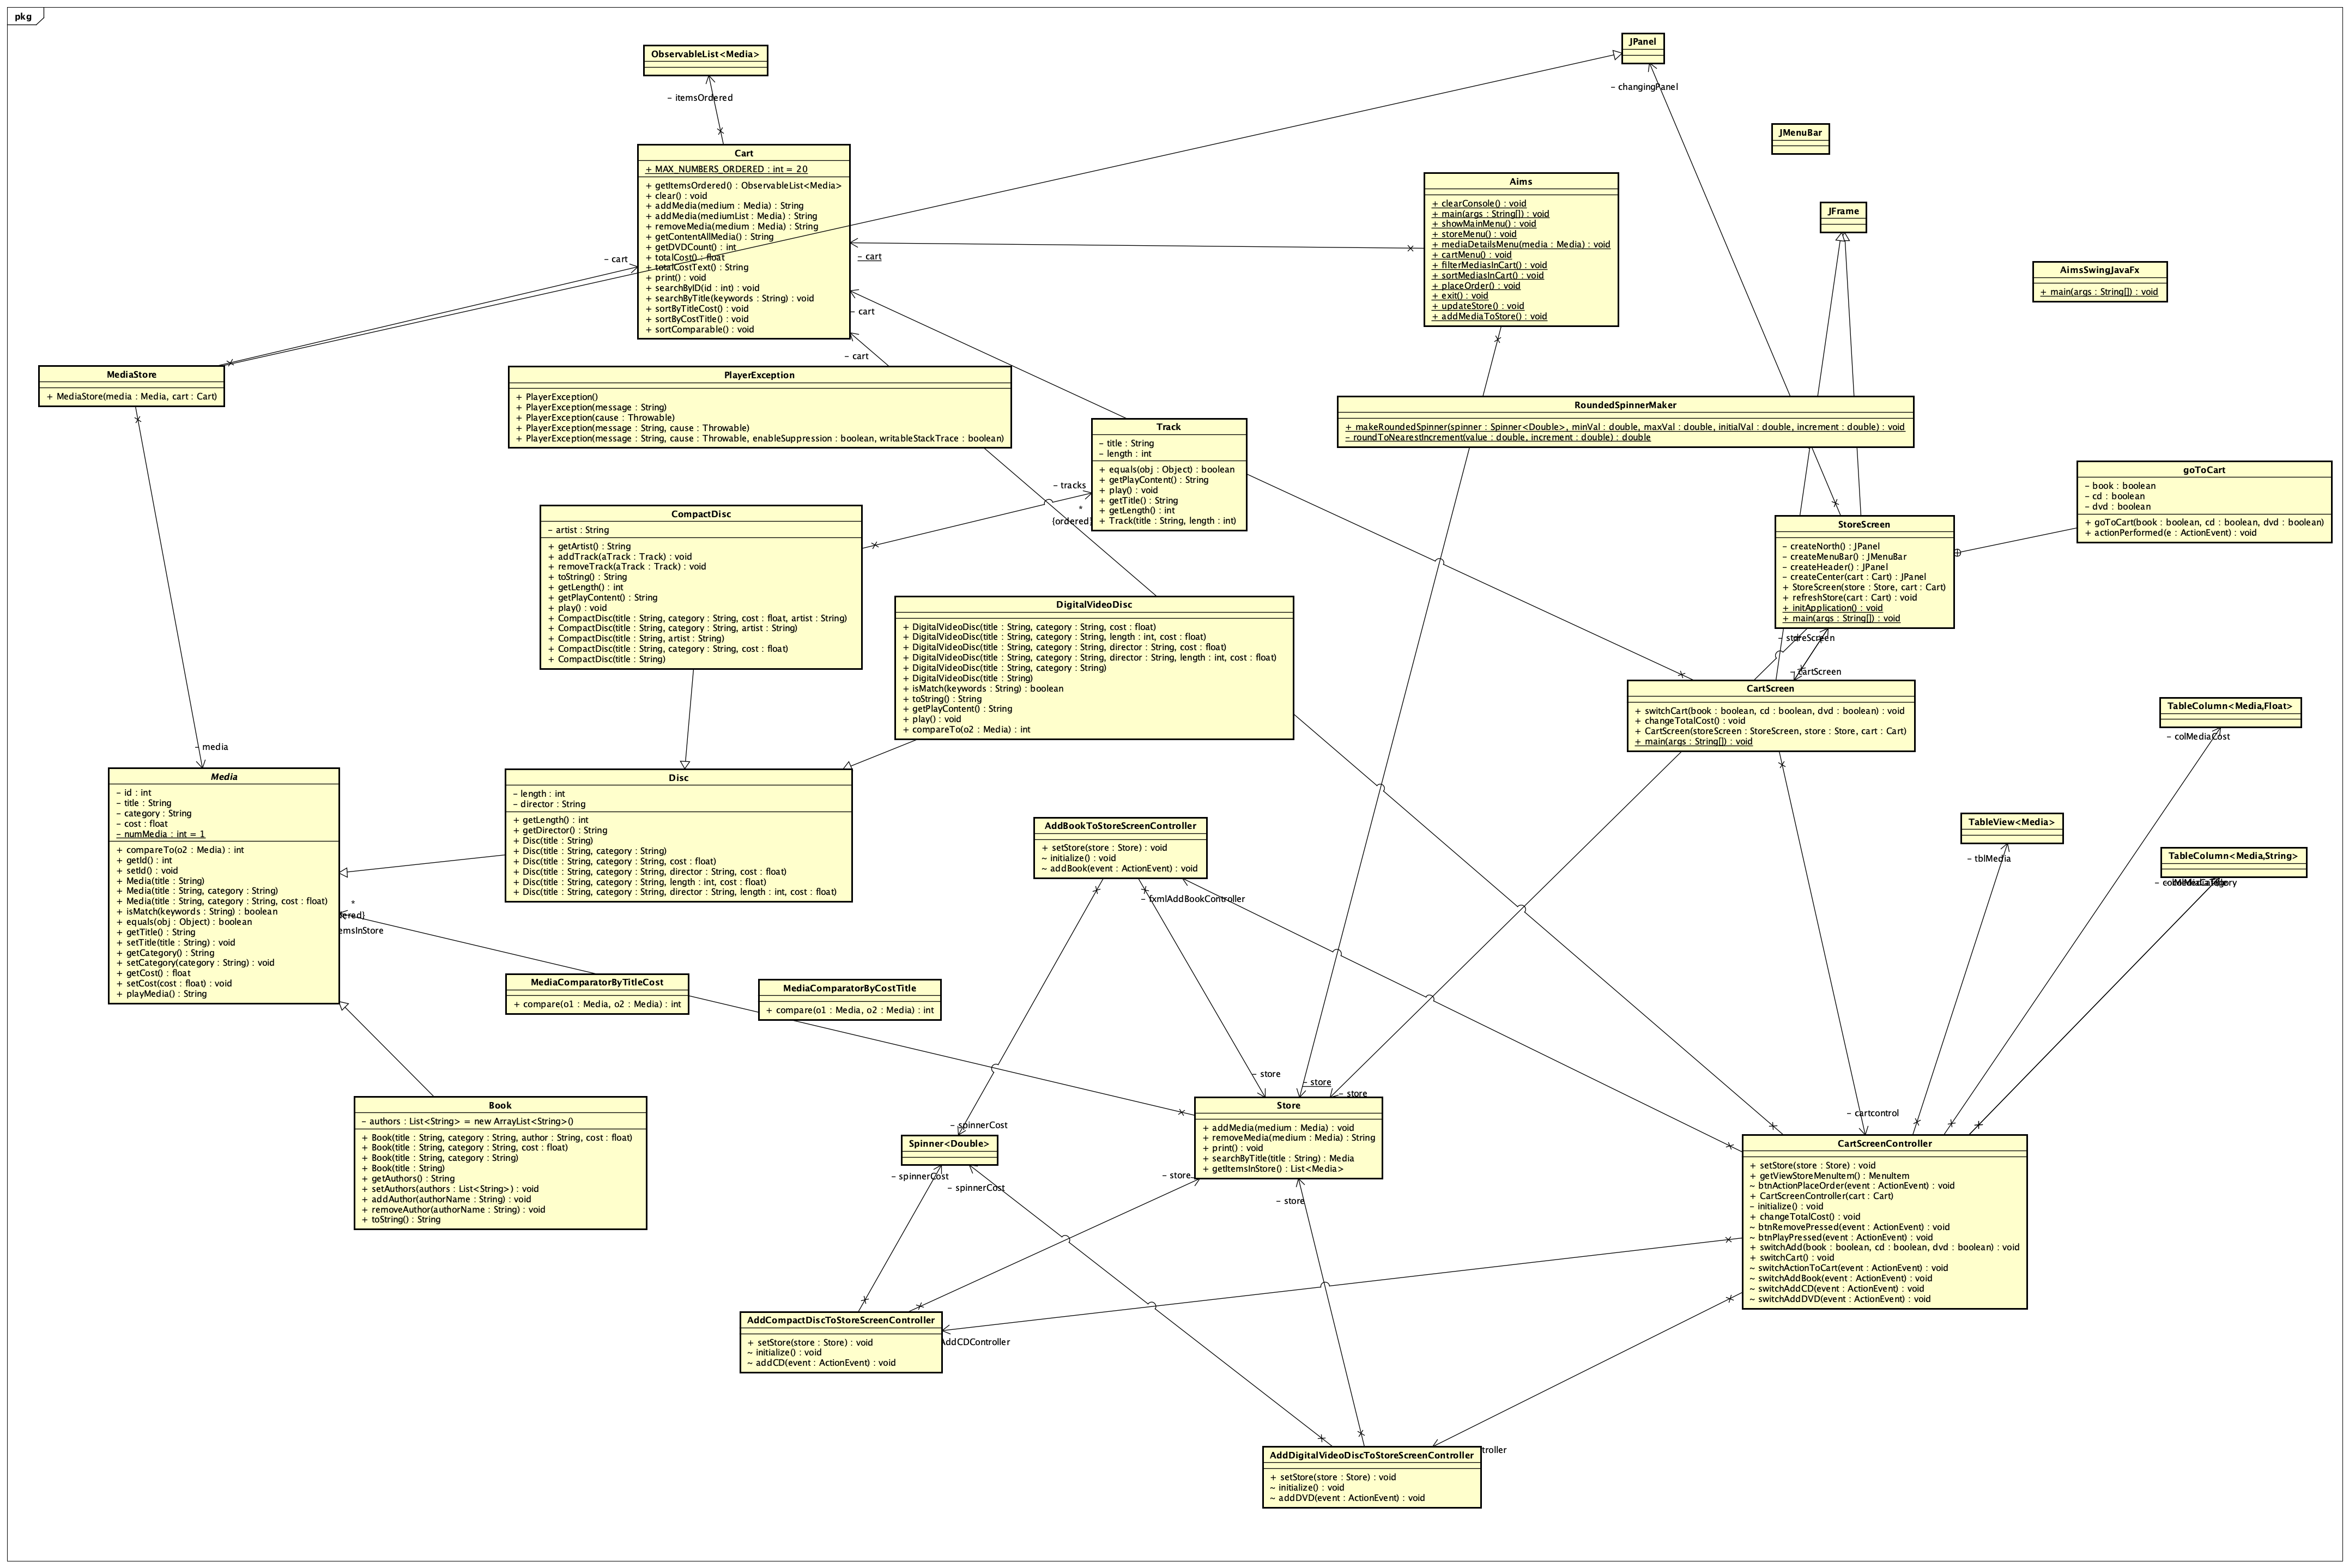 pkg
ObservableList<Media>
- itemsOrdered
Cart
+ MAX_NUMBERS_ORDERED : int = 20
+ getItemsOrdered() : ObservableList<Media>
+ clear() : void
+ addMedia(medium : Media) : String
+ addMedia(mediumList : Media) : String
+ removeMedia(medium : Media) : String
+ getContentAllMedia() : String
+ getDVDCount() : int
+ totalCost() : float
+ totalCostText() : String
+ print() : void
+ searchByID(id : int) : void
+ searchByTitle(keywords : String) : void
+ sortByTitleCost() : void
+ sortByCostTitle() : void
+ sortComparable() : void
JPanel
- changingPanel
JMenuBar
JFrame
AimsSwingJavaFx
+ main(args : String[]) : void
Aims
+ clearConsole() : void
+ main(args : String[]) : void
+ showMainMenu() : void
+ storeMenu() : void
+ mediaDetailsMenu(media : Media) : void
+ cartMenu() : void
+ filterMediasInCart() : void
+ sortMediasInCart() : void
+ placeOrder() : void
+ exit() : void
+ updateStore() : void
+ addMediaToStore() : void
- cart
- cart
- cart
- cart
MediaStore
+ MediaStore(media : Media, cart : Cart)
PlayerException
+ PlayerException()
+ PlayerException(message : String)
+ PlayerException(cause : Throwable)
+ PlayerException(message : String, cause : Throwable)
+ PlayerException(message : String, cause : Throwable, enableSuppression : boolean, writableStackTrace : boolean)
Track
- title : String
- length : int
+ equals(obj : Object) : boolean
+ getPlayContent() : String
+ play() : void
+ getTitle() : String
+ getLength() : int
+ Track(title : String, length : int)
- tracks
*
{ordered}
RoundedSpinnerMaker
+ makeRoundedSpinner(spinner : Spinner<Double>, minVal : double, maxVal : double, initialVal : double, increment : double) : void
- roundToNearestIncrement(value : double, increment : double) : double
goToCart
- book : boolean
- cd : boolean
- dvd : boolean
+ goToCart(book : boolean, cd : boolean, dvd : boolean)
+ actionPerformed(e : ActionEvent) : void
StoreScreen
- createNorth() : JPanel
- createMenuBar() : JMenuBar
- createHeader() : JPanel
- createCenter(cart : Cart) : JPanel
+ StoreScreen(store : Store, cart : Cart)
+ refreshStore(cart : Cart) : void
+ initApplication() : void
+ main(args : String[]) : void
- storeScreen
- cartScreen
CompactDisc
- artist : String
+ getArtist() : String
+ addTrack(aTrack : Track) : void
+ removeTrack(aTrack : Track) : void
+ toString() : String
+ getLength() : int
+ getPlayContent() : String
+ play() : void
+ CompactDisc(title : String, category : String, cost : float, artist : String)
+ CompactDisc(title : String, category : String, artist : String)
+ CompactDisc(title : String, artist : String)
+ CompactDisc(title : String, category : String, cost : float)
+ CompactDisc(title : String)
DigitalVideoDisc
+ DigitalVideoDisc(title : String, category : String, cost : float)
+ DigitalVideoDisc(title : String, category : String, length : int, cost : float)
+ DigitalVideoDisc(title : String, category : String, director : String, cost : float)
+ DigitalVideoDisc(title : String, category : String, director : String, length : int, cost : float)
+ DigitalVideoDisc(title : String, category : String)
+ DigitalVideoDisc(title : String)
+ isMatch(keywords : String) : boolean
+ toString() : String
+ getPlayContent() : String
+ play() : void
+ compareTo(o2 : Media) : int
CartScreen
+ switchCart(book : boolean, cd : boolean, dvd : boolean) : void
+ changeTotalCost() : void
+ CartScreen(storeScreen : StoreScreen, store : Store, cart : Cart)
+ main(args : String[]) : void
TableColumn<Media,Float>
- colMediaCost
TableView<Media>
- tblMedia
TableColumn<Media,String>
- media
Media
- id : int
- title : String
- category : String
- cost : float
- numMedia : int = 1
+ compareTo(o2 : Media) : int
+ getId() : int
+ setId() : void
+ Media(title : String)
+ Media(title : String, category : String)
+ Media(title : String, category : String, cost : float)
+ isMatch(keywords : String) : boolean
+ equals(obj : Object) : boolean
+ getTitle() : String
+ setTitle(title : String) : void
+ getCategory() : String
+ setCategory(category : String) : void
+ getCost() : float
+ setCost(cost : float) : void
+ playMedia() : String
*
ered}
emsInStore
Disc
- length : int
- director : String
+ getLength() : int
+ getDirector() : String
+ Disc(title : String)
+ Disc(title : String, category : String)
+ Disc(title : String, category : String, cost : float)
+ Disc(title : String, category : String, director : String, cost : float)
+ Disc(title : String, category : String, length : int, cost : float)
+ Disc(title : String, category : String, director : String, length : int, cost : float)
AddBookToStoreScreenController
+ setStore(store : Store) : void
~ initialize() : void
~ addBook(event : ActionEvent) : void
- fxmlAddBookController
MediaComparatorByTitleCost
+ compare(o1 : Media, o2 : Media) : int
MediaComparatorByCostTitle
+ compare(o1 : Media, o2 : Media) : int
Book
- authors : List<String> = new ArrayList<String>()
+ Book(title : String, category : String, author : String, cost : float)
+ Book(title : String, category : String, cost : float)
+ Book(title : String, category : String)
+ Book(title : String)
+ getAuthors() : String
+ setAuthors(authors : List<String>) : void
+ addAuthor(authorName : String) : void
+ removeAuthor(authorName : String) : void
+ toString() : String
- store
- store
- store
Store
+ addMedia(medium : Media) : void
+ removeMedia(medium : Media) : String
+ print() : void
+ searchByTitle(title : String) : Media
+ getItemsInStore() : List<Media>
- store
- store
- spinnerCost
Spinner<Double>
- spinnerCost
- spinnerCost
- cartcontrol
CartScreenController
+ setStore(store : Store) : void
+ getViewStoreMenuItem() : MenuItem
~ btnActionPlaceOrder(event : ActionEvent) : void
+ CartScreenController(cart : Cart)
- initialize() : void
+ changeTotalCost() : void
~ btnRemovePressed(event : ActionEvent) : void
~ btnPlayPressed(event : ActionEvent) : void
+ switchAdd(book : boolean, cd : boolean, dvd : boolean) : void
+ switchCart() : void
~ switchActionToCart(event : ActionEvent) : void
~ switchAddBook(event : ActionEvent) : void
~ switchAddCD(event : ActionEvent) : void
~ switchAddDVD(event : ActionEvent) : void
AddCompactDiscToStoreScreenController
+ setStore(store : Store) : void
~ initialize() : void
~ addCD(event : ActionEvent) : void
AddCDController
AddDigitalVideoDiscToStoreScreenController
+ setStore(store : Store) : void
~ initialize() : void
~ addDVD(event : ActionEvent) : void
troller